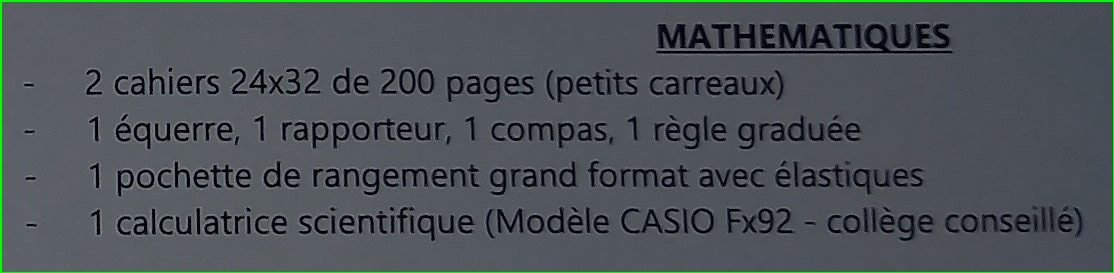 MATHEMATIQUES
- 2 cahiers 24x32 de 200 pages (petits carreaux)
- 1 équerre, 1 rapporteur, 1 compas, 1 règle graduée
- 1 pochette de rangement grand format avec élastiques
- 1 calculatrice scientifique (Modèle CASIO Fx92 - collège conseillé)